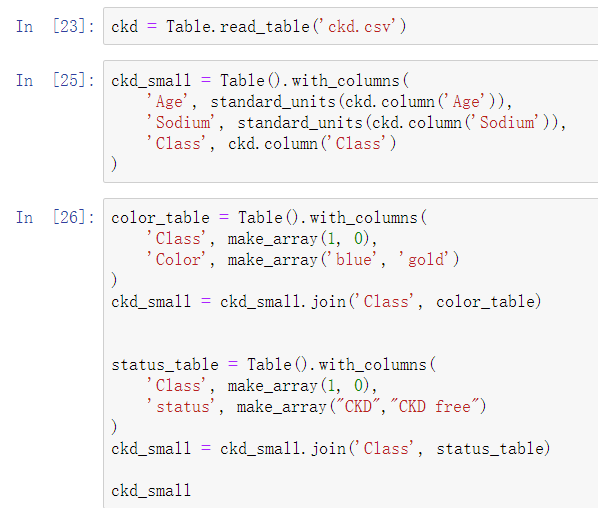 In [23]: ckd = Table.read_table('ckd.csv')
In [25]: ckd_small = Table().with_columns(
    'Age', standard_units(ckd.column('Age')),
    'Sodium', standard_units(ckd.column('Sodium')),
    'Class', ckd.column('Class')
)
In [26]: color_table = Table().with_columns(
    'Class', make_array(1, 0),
    'Color', make_array('blue', 'gold')
)
ckd_small = ckd_small.join('Class', color_table)
status_table = Table().with_columns(
    'Class', make_array(1, 0),
    'status', make_array("CKD","CKD free")
)
ckd_small = ckd_small.join('Class', status_table)
ckd_small